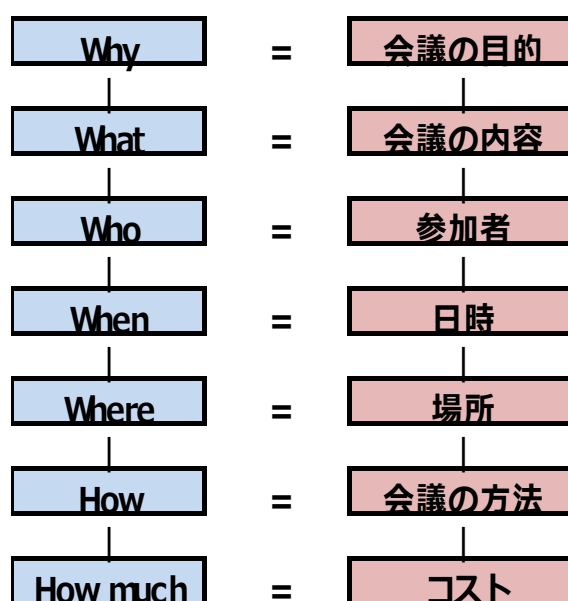 Why = 会議の目的
What = 会議の内容
Who = 参加者
When = 日時
Where = 場所
How = 会議の方法
How much = コスト